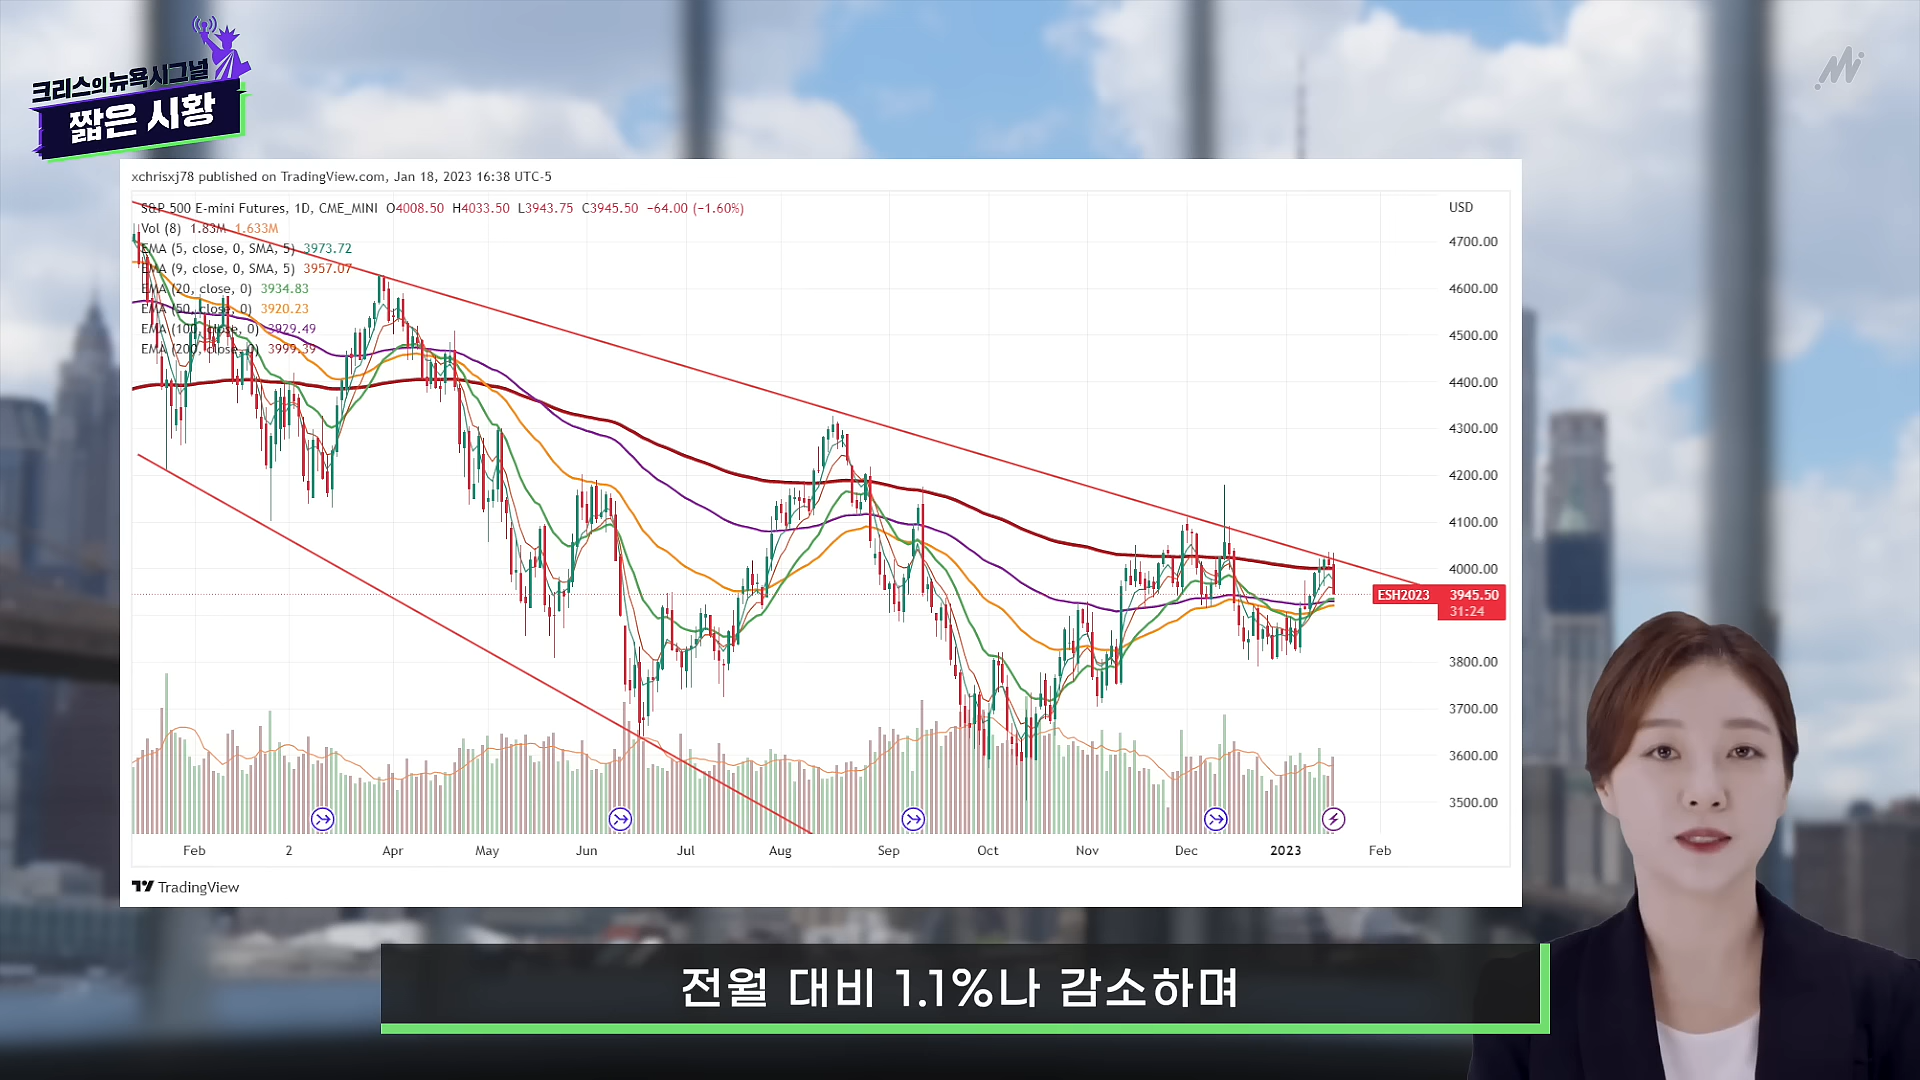 크리스의 뉴욕시그널
짧은 시황
Mi
xchrisxj78 published on TradingView.com, Jan 18, 2023 16:38 UTC-5
S&P 500 E-mini Futures, 1D, CME_MINI O4008.50 H4033.50 L3943.75 C3945.50 −64.00 (−1.60%)
USD
Vol (8) 1.83M 1.633M
EMA (5, close, 0, SMA, 5) 3973.72
EMA (9, close, 0, SMA, 5) 3957.07
EMA (20, close, 0) 3934.83
EMA (50, close, 0) 3920.23
EMA (100, close, 0) 3929.49
EMA (200, close, 0) 3999.39
4700.00
4600.00
4500.00
4400.00
4300.00
4200.00
4100.00
4000.00
ESH2023 3945.50
31:24
3800.00
3700.00
3600.00
3500.00
Feb 2 Apr May Jun Jul Aug Sep Oct Nov Dec 2023 Feb
TradingView
전월 대비 1.1%나 감소하며